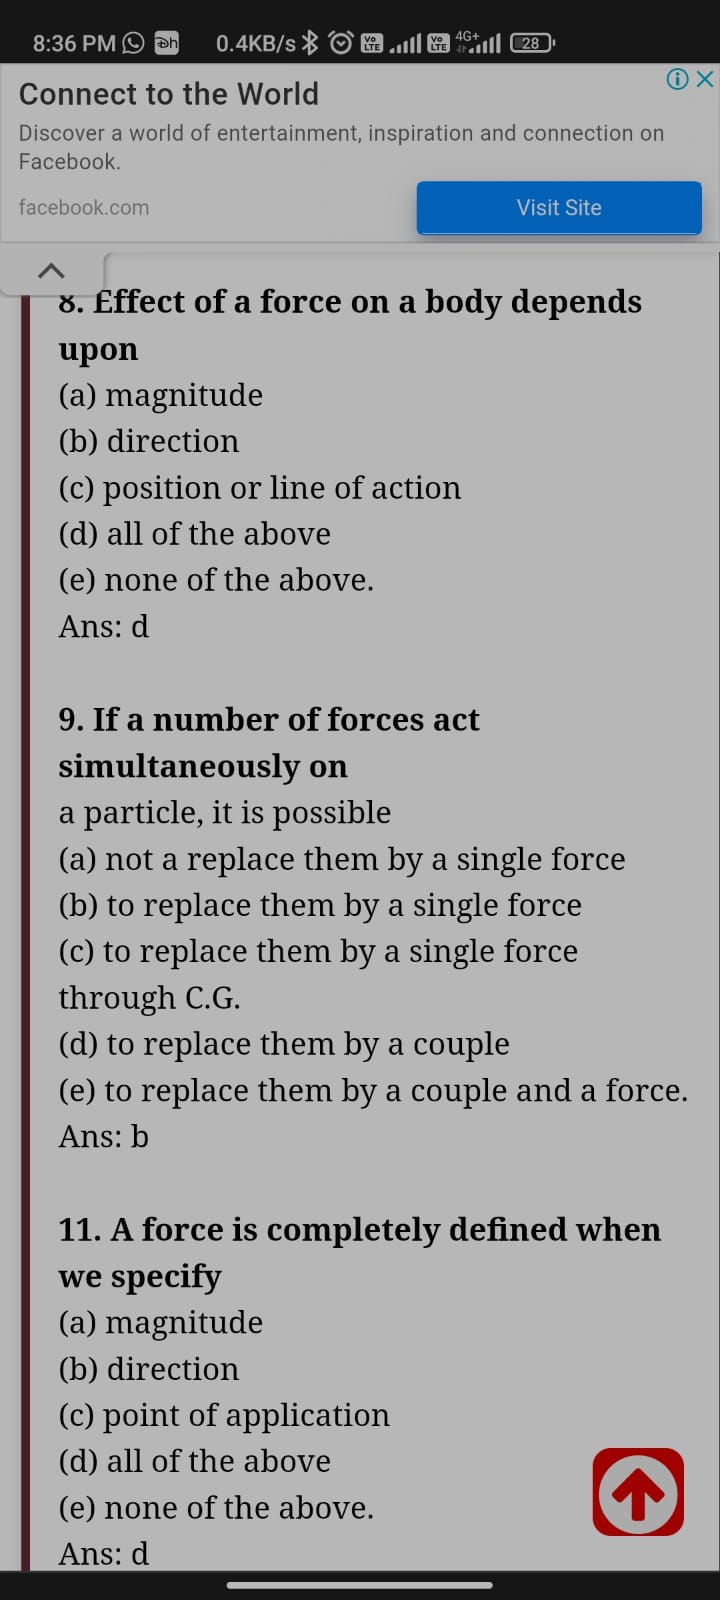 8:36 PM 0.4KB/s Vo LTE Vo LTE 4G+ 28
Connect to the World
Discover a world of entertainment, inspiration and connection on
Facebook.
facebook.com
Visit Site
8. Effect of a force on a body depends
upon
(a) magnitude
(b) direction
(c) position or line of action
(d) all of the above
(e) none of the above.
Ans: d
9. If a number of forces act
simultaneously on
a particle, it is possible
(a) not a replace them by a single force
(b) to replace them by a single force
(c) to replace them by a single force
through C.G.
(d) to replace them by a couple
(e) to replace them by a couple and a force.
Ans: b
11. A force is completely defined when
we specify
(a) magnitude
(b) direction
(c) point of application
(d) all of the above
(e) none of the above.
Ans: d